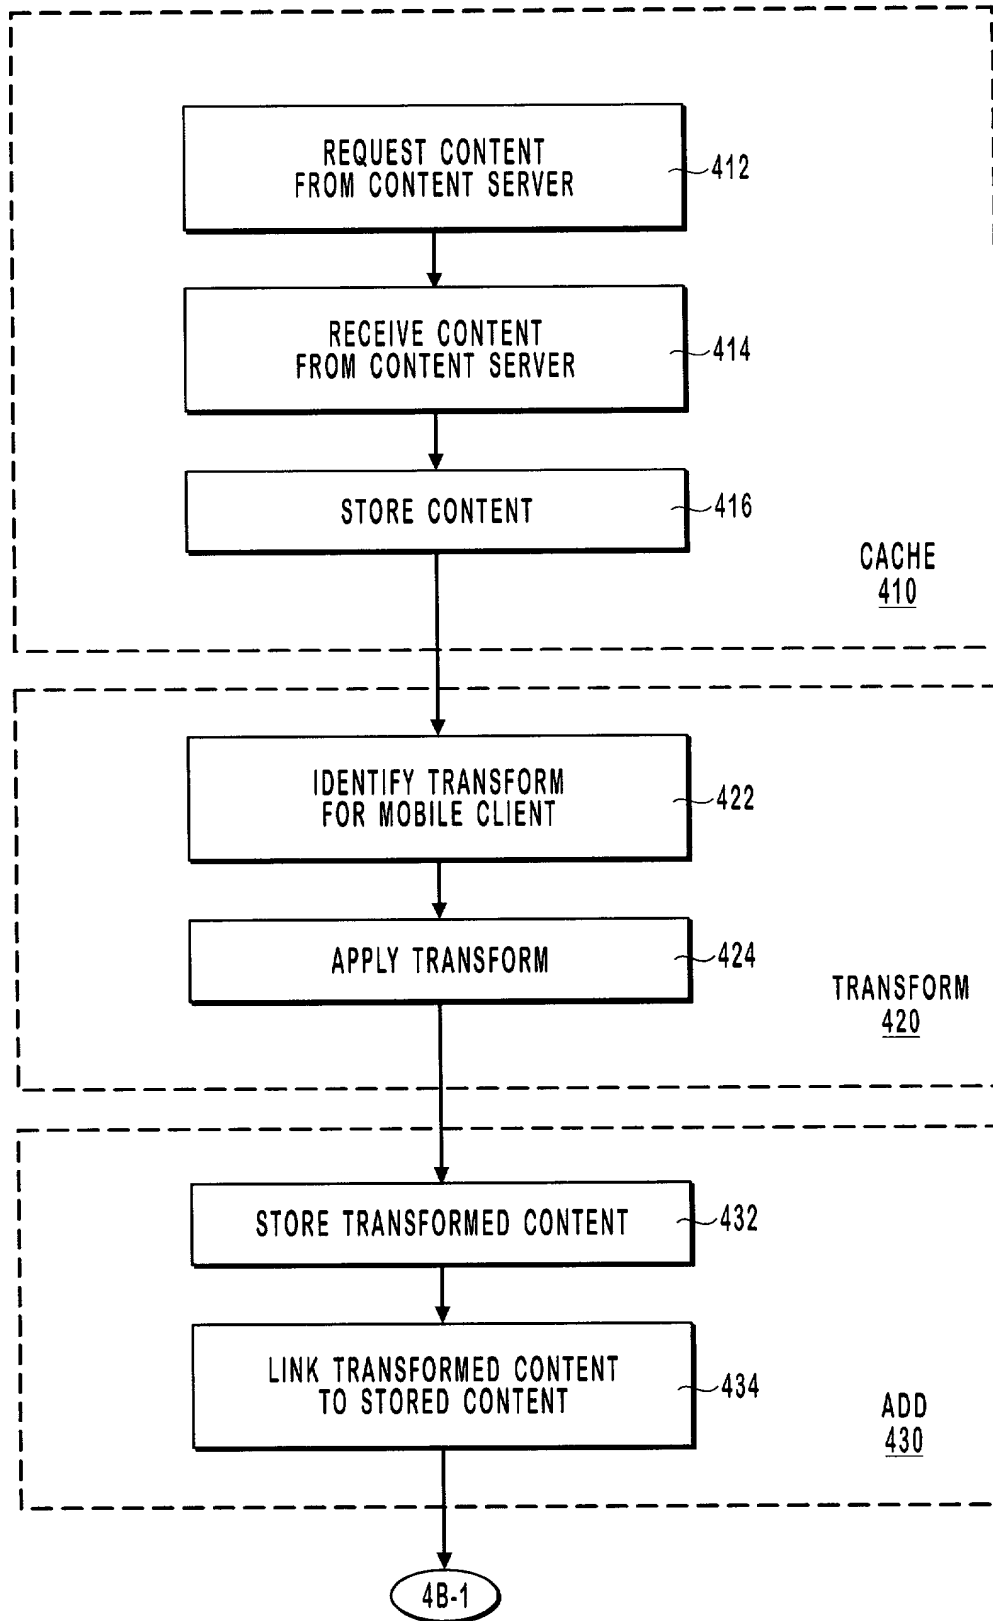 REQUEST CONTENT
FROM CONTENT SERVER
412
RECEIVE CONTENT
FROM CONTENT SERVER
414
STORE CONTENT
416
CACHE
410
IDENTIFY TRANSFORM
FOR MOBILE CLIENT
422
APPLY TRANSFORM
424
TRANSFORM
420
STORE TRANSFORMED CONTENT
432
LINK TRANSFORMED CONTENT
TO STORED CONTENT
434
ADD
430
4B-1